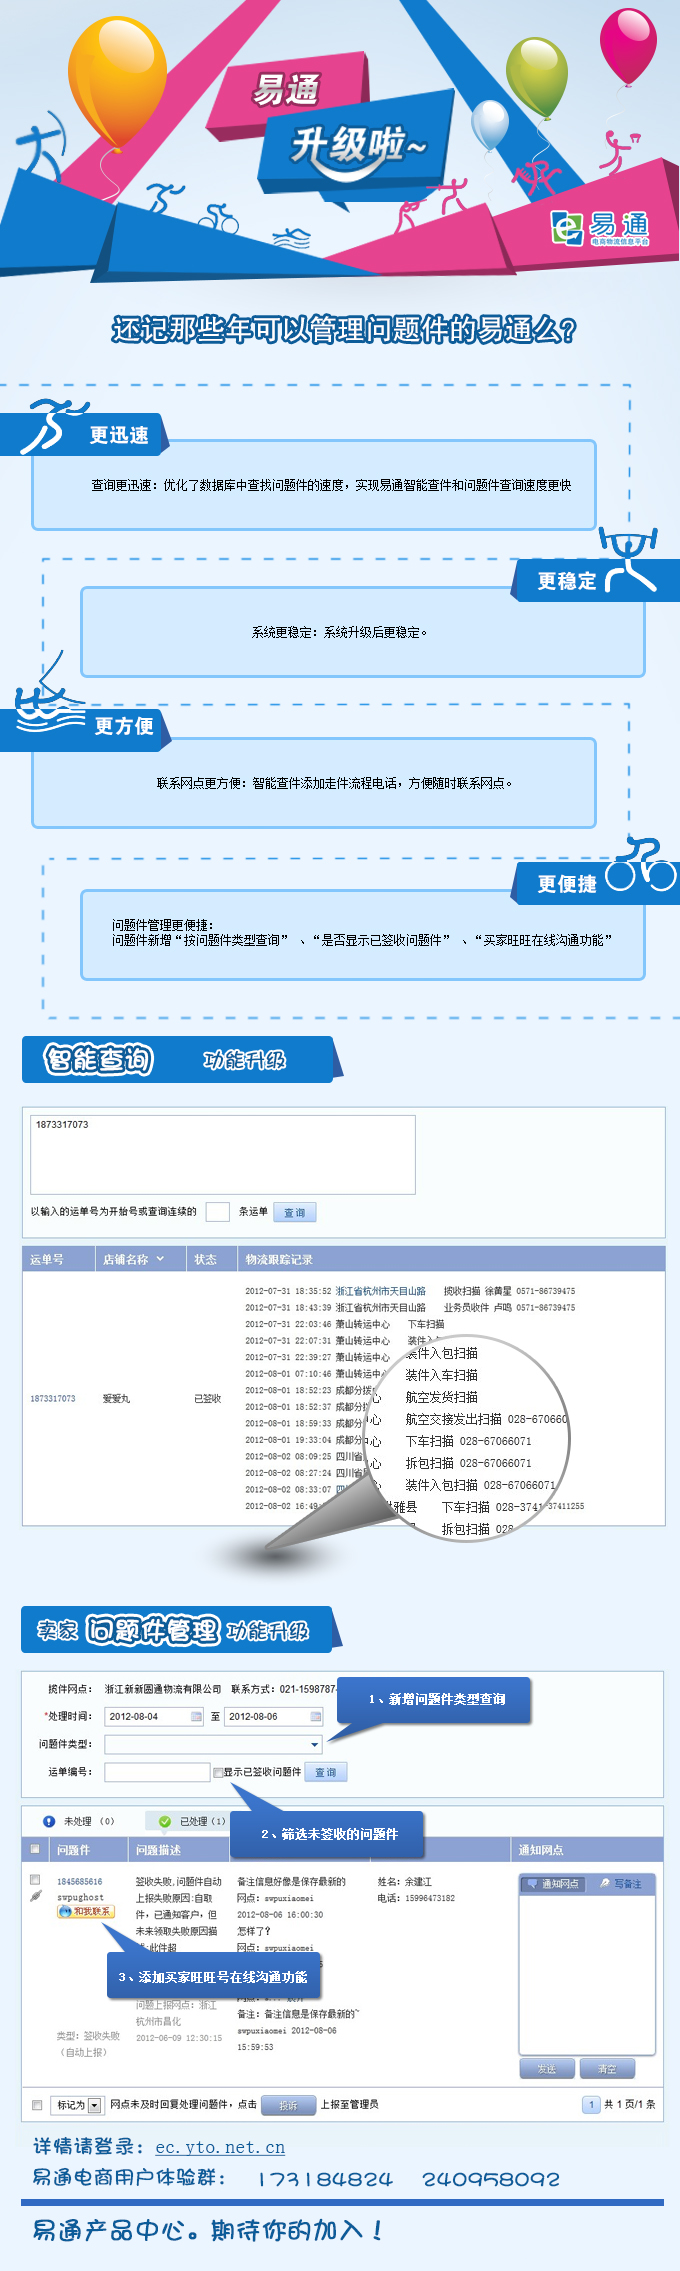 易通
升级啦~
易通
电商物流信息平台
还记那些年可以管理问题件的易通么?
更迅速
查询更迅速：优化了数据库中查找问题件的速度，实现易通智能查件和问题件查询速度更快
更稳定
系统更稳定：系统升级后更稳定。
更方便
联系网点更方便：智能查件添加走件流程电话，方便随时联系网点。
更便捷
问题件管理更便捷：
问题件新增“按问题件类型查询” 、“是否显示已签收问题件” 、“买家旺旺在线沟通功能”
智能查询 功能升级
1873317073
以输入的运单号为开始号或查询连续的 条运单 查询
运单号 店铺名称 状态 物流跟踪记录
2012-07-31 18:35:52 浙江省杭州市天目山路 揽收扫描 徐黄星 0571-86739475
2012-07-31 18:43:39 浙江省杭州市天目山路 业务员收件 卢鸣 0571-86739475
2012-07-31 22:03:46 萧山转运中心 下车扫描
2012-07-31 22:07:31 萧山转运中心 装件入
2012-07-31 22:39:27 萧山转运中心
2012-08-01 07:10:46 萧山转运中心
2012-08-01 18:52:23 成都分拨
1873317073 爱爱丸 已签收
2012-08-01 18:52:37 成都分
2012-08-01 18:59:33 成都分
2012-08-01 19:33:04 成都分
2012-08-02 08:09:25 四川省
2012-08-02 08:27:24 四川省
2012-08-02 08:33:07 四
2012-08-02 16:49
装件入包扫描
装件入车扫描
航空发货扫描
心 航空交接发出扫描 028-670660
心 下车扫描 028-67066071
心 拆包扫描 028-67066071
心 装件入包扫描 028-67066071
雅县 下车扫描 028-3741 37411255
拆包扫描 028
卖家 问题件管理 功能升级
揽件网点： 浙江新新圆通物流有限公司 联系方式：021-1598787
1、新增问题件类型查询
*处理时间： 2012-08-04 至 2012-08-06
问题件类型：
运单编号： 显示已签收问题件 查询
未处理 （0） 已处理（1）
2、筛选未签收的问题件
问题件 问题描述 通知网点
1845685616
swpughost
和我联系
签收失败,问题件自动
上报失败原因:自取
件，已通知客户，但
未来领取失败原因描
:此件超
备注信息好像是保存最新的
网点：swpuxiaomei
2012-08-06 16:00:30
怎样了?
网点：swpuxiaomei
姓名：余建江
电话：15996473182
通知网点 写备注
3、添加买家旺旺号在线沟通功能
问题上报网点：浙江
杭州市昌化
2012-06-09 12:30:15
类型：签收失败
（自动上报）
备注：备注信息是保存最新的~
swpuxiaomei 2012-08-06
15:59:53
发送 清空
标记为 网点未及时回复处理问题件，点击 投诉 上报至管理员 1 共 1 页/1 条
详情请登录：ec.yto.net.cn
易通电商用户体验群： 173184824 240958092
易通产品中心。期待你的加入！